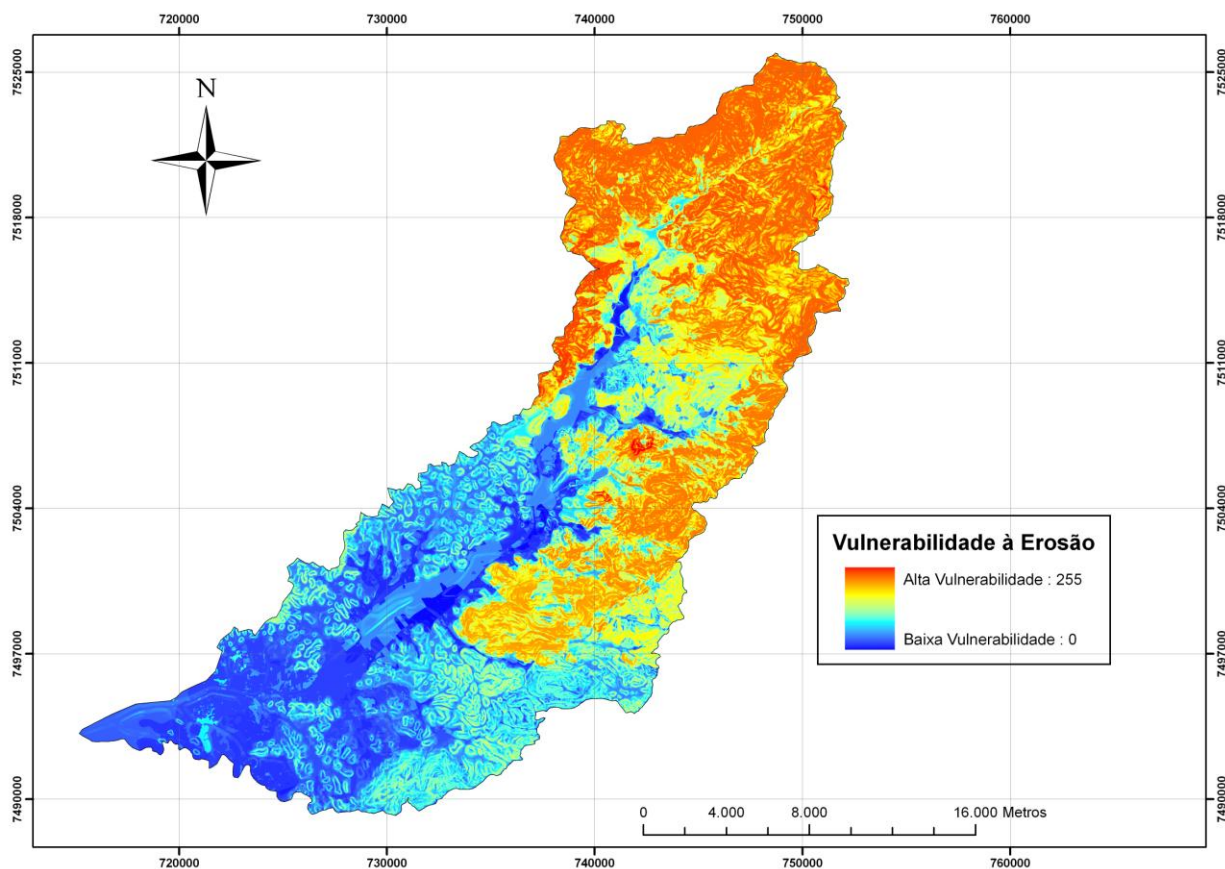 720000 730000 740000 750000 760000
7525000 7525000
N
7518000 7518000
7511000 7511000
7504000 7504000
Vulnerabilidade à Erosão
Alta Vulnerabilidade : 255
Baixa Vulnerabilidade : 0
7497000 7497000
7490000 7490000
0 4.000 8.000 16.000 Metros
720000 730000 740000 750000 760000